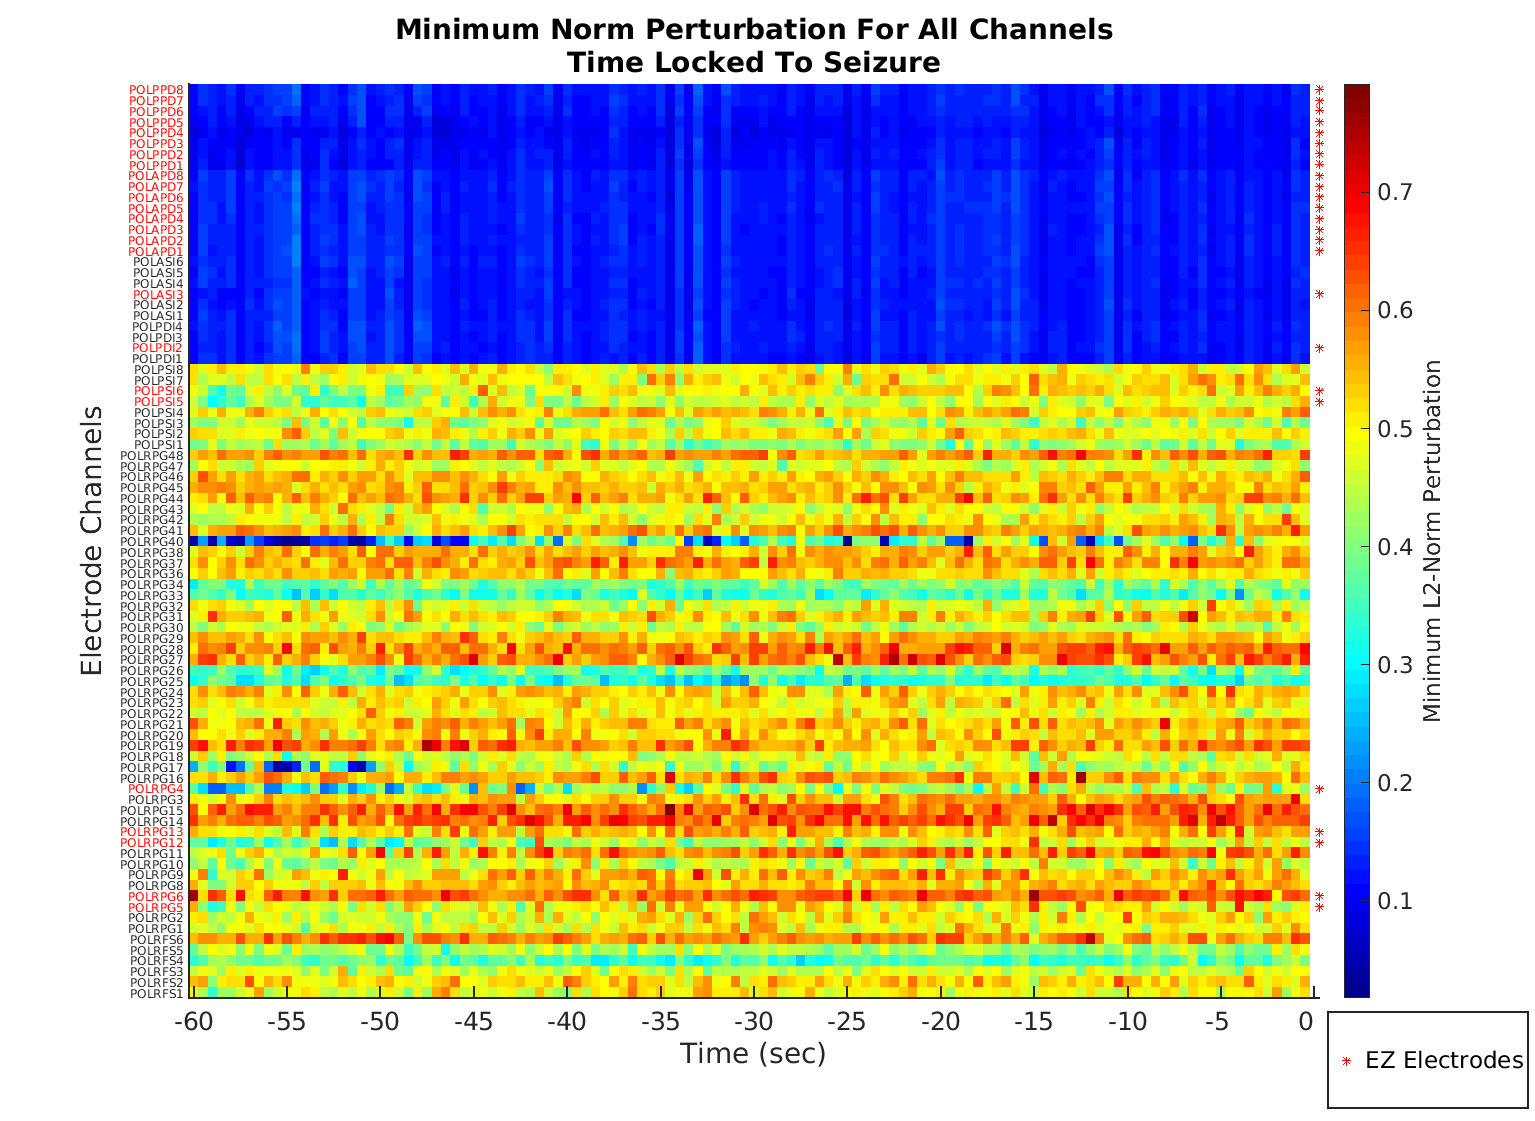 Minimum Norm Perturbation For All Channels
Time Locked To Seizure
Electrode Channels
POLPPD8
POLPPD7
POLPPD6
POLPPD5
POLPPD4
POLPPD3
POLPPD2
POLPPD1
POLAPD8
POLAPD7
POLAPD6
POLAPD5
POLAPD4
POLAPD3
POLAPD2
POLAPD1
POLASI6
POLASI5
POLASI4
POLASI3
POLASI2
POLASI1
POLPDI4
POLPDI3
POLPDI2
POLPDI1
POLPSI8
POLPSI7
POLPSI6
POLPSI5
POLPSI4
POLPSI3
POLPSI2
POLPSI1
POLRPG48
POLRPG47
POLRPG46
POLRPG45
POLRPG44
POLRPG43
POLRPG42
POLRPG41
POLRPG40
POLRPG38
POLRPG37
POLRPG36
POLRPG34
POLRPG33
POLRPG32
POLRPG31
POLRPG30
POLRPG29
POLRPG28
POLRPG27
POLRPG26
POLRPG25
POLRPG24
POLRPG23
POLRPG22
POLRPG21
POLRPG20
POLRPG19
POLRPG18
POLRPG17
POLRPG16
POLRPG4
POLRPG3
POLRPG15
POLRPG14
POLRPG13
POLRPG12
POLRPG11
POLRPG10
POLRPG9
POLRPG8
POLRPG6
POLRPG5
POLRPG2
POLRPG1
POLRFS6
POLRFS5
POLRFS4
POLRFS3
POLRFS2
POLRFS1
-60 -55 -50 -45 -40 -35 -30 -25 -20 -15 -10 -5 0
Time (sec)
0.7
0.6
0.5
0.4
0.3
0.2
0.1
Minimum L2-Norm Perturbation
EZ Electrodes